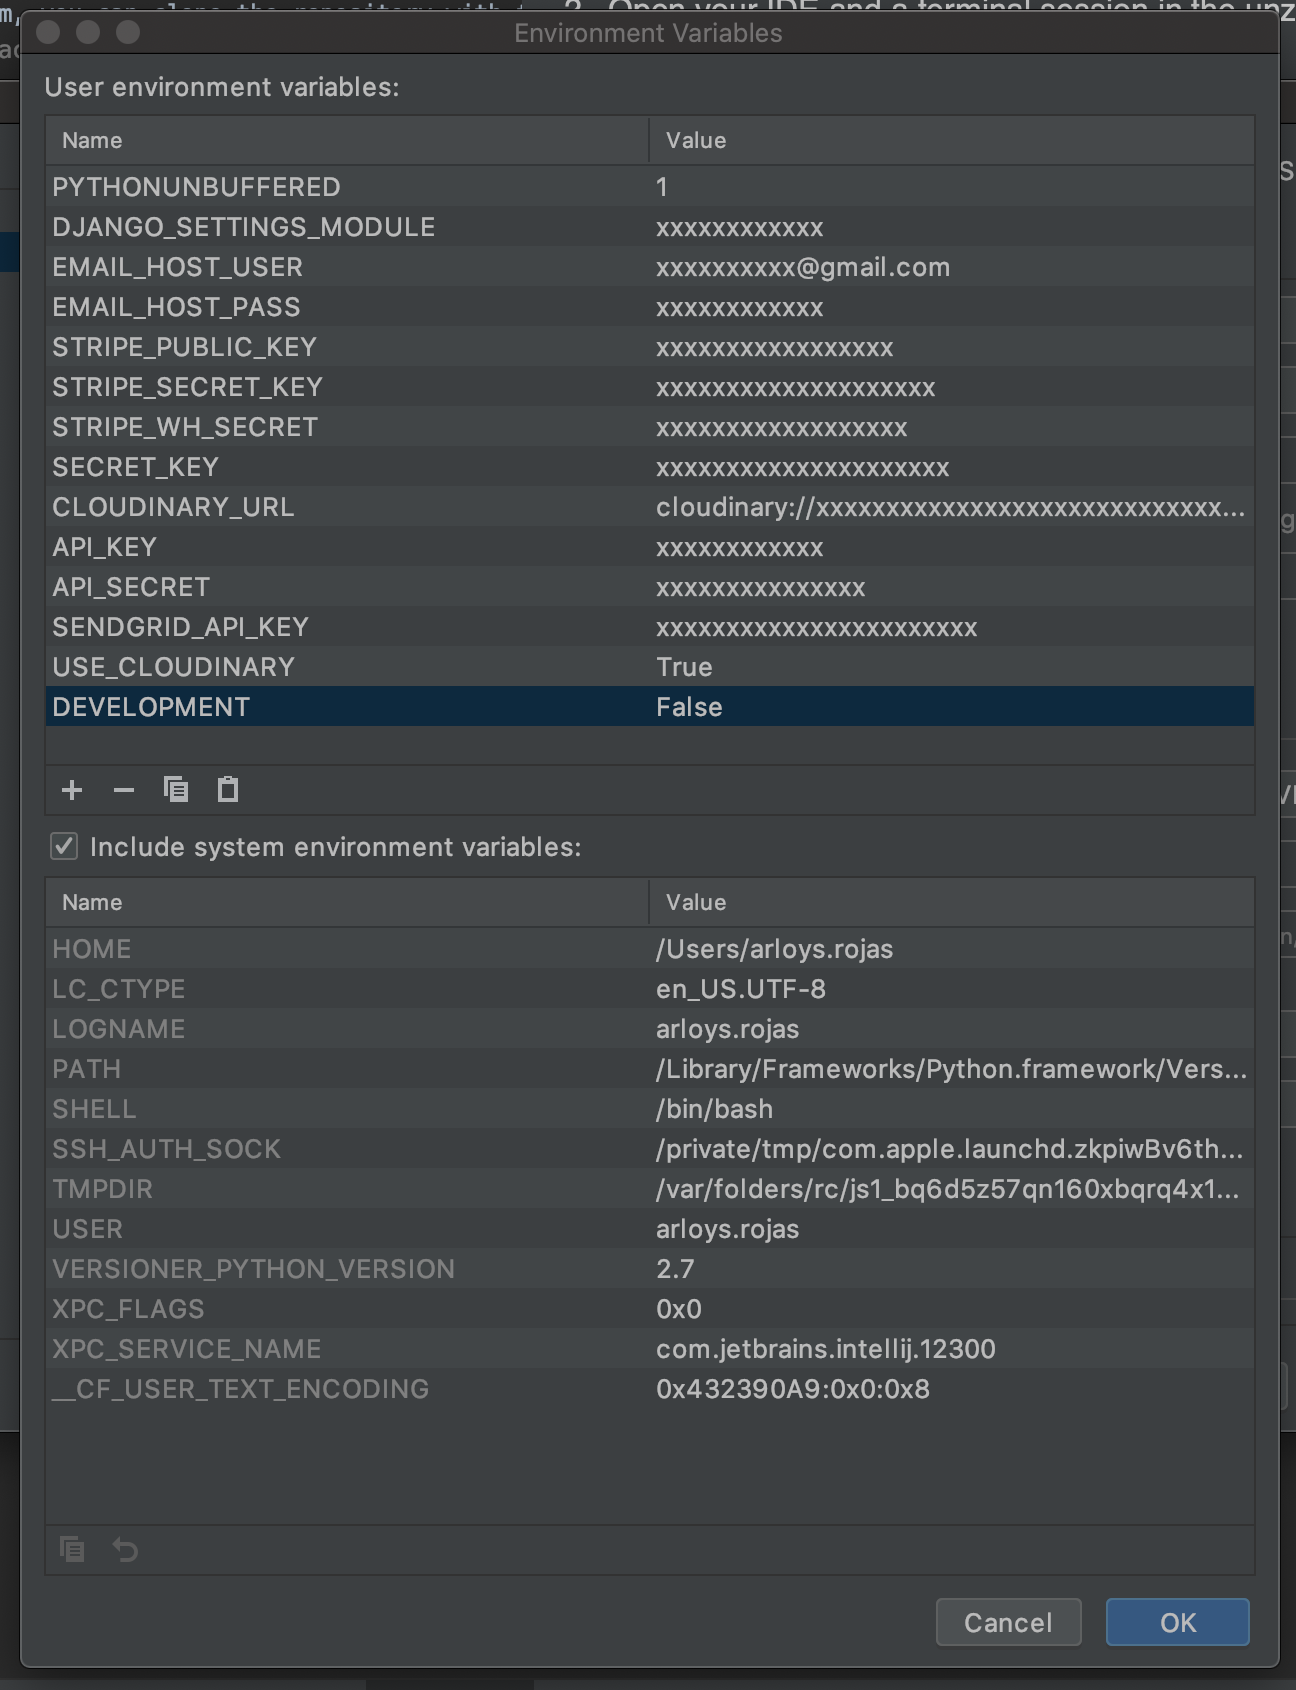 Environment Variables
User environment variables:
Name Value
PYTHONUNBUFFERED 1
DJANGO_SETTINGS_MODULE xxxxxxxxxxxx
EMAIL_HOST_USER xxxxxxxxxx@gmail.com
EMAIL_HOST_PASS xxxxxxxxxxxx
STRIPE_PUBLIC_KEY xxxxxxxxxxxxxxxxx
STRIPE_SECRET_KEY xxxxxxxxxxxxxxxxxxxx
STRIPE_WH_SECRET xxxxxxxxxxxxxxxxxx
SECRET_KEY xxxxxxxxxxxxxxxxxxxxx
CLOUDINARY_URL cloudinary://xxxxxxxxxxxxxxxxxxxxxxxxxxxxx...
API_KEY xxxxxxxxxxxx
API_SECRET xxxxxxxxxxxxxxx
SENDGRID_API_KEY xxxxxxxxxxxxxxxxxxxxxxx
USE_CLOUDINARY True
DEVELOPMENT False
Include system environment variables:
Name Value
HOME /Users/arloys.rojas
LC_CTYPE en_US.UTF-8
LOGNAME arloys.rojas
PATH /Library/Frameworks/Python.framework/Vers...
SHELL /bin/bash
SSH_AUTH_SOCK /private/tmp/com.apple.launchd.zkpiwBv6th...
TMPDIR /var/folders/rc/js1_bq6d5z57qn160xbqrq4x1...
USER arloys.rojas
VERSIONER_PYTHON_VERSION 2.7
XPC_FLAGS 0x0
XPC_SERVICE_NAME com.jetbrains.intellij.12300
__CF_USER_TEXT_ENCODING 0x432390A9:0x0:0x8
Cancel OK